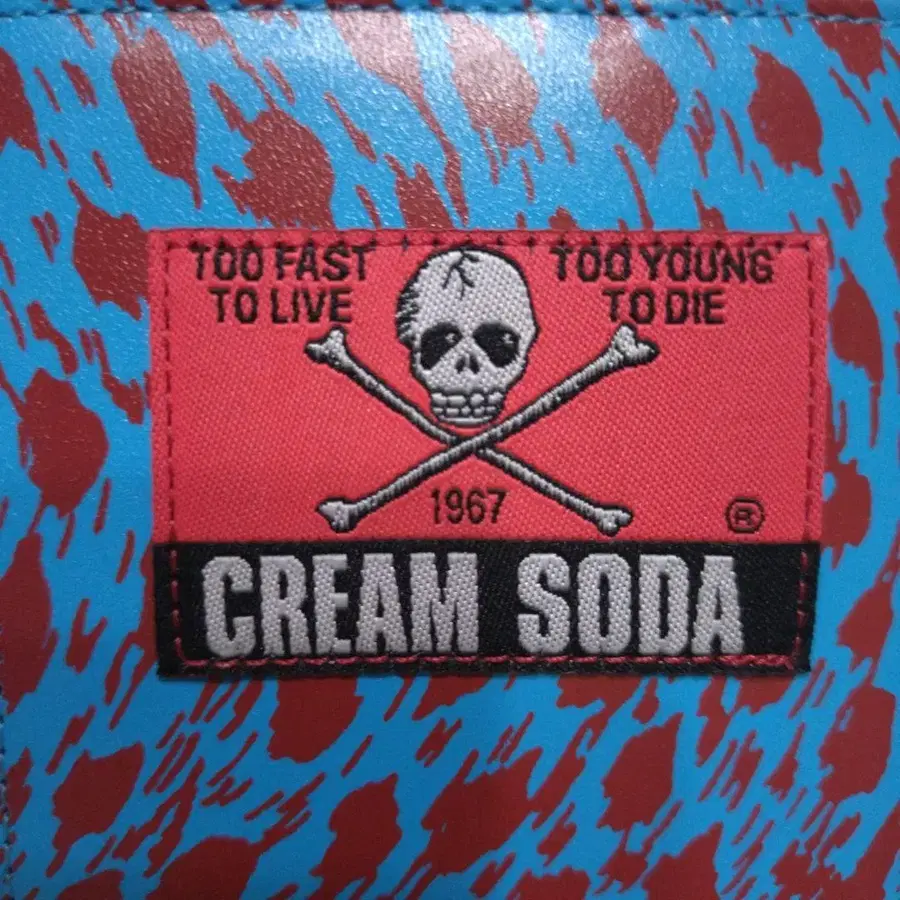 TOO FAST
TO LIVE
TOO YOUNG
TO DIE
1967
®
CREAM SODA